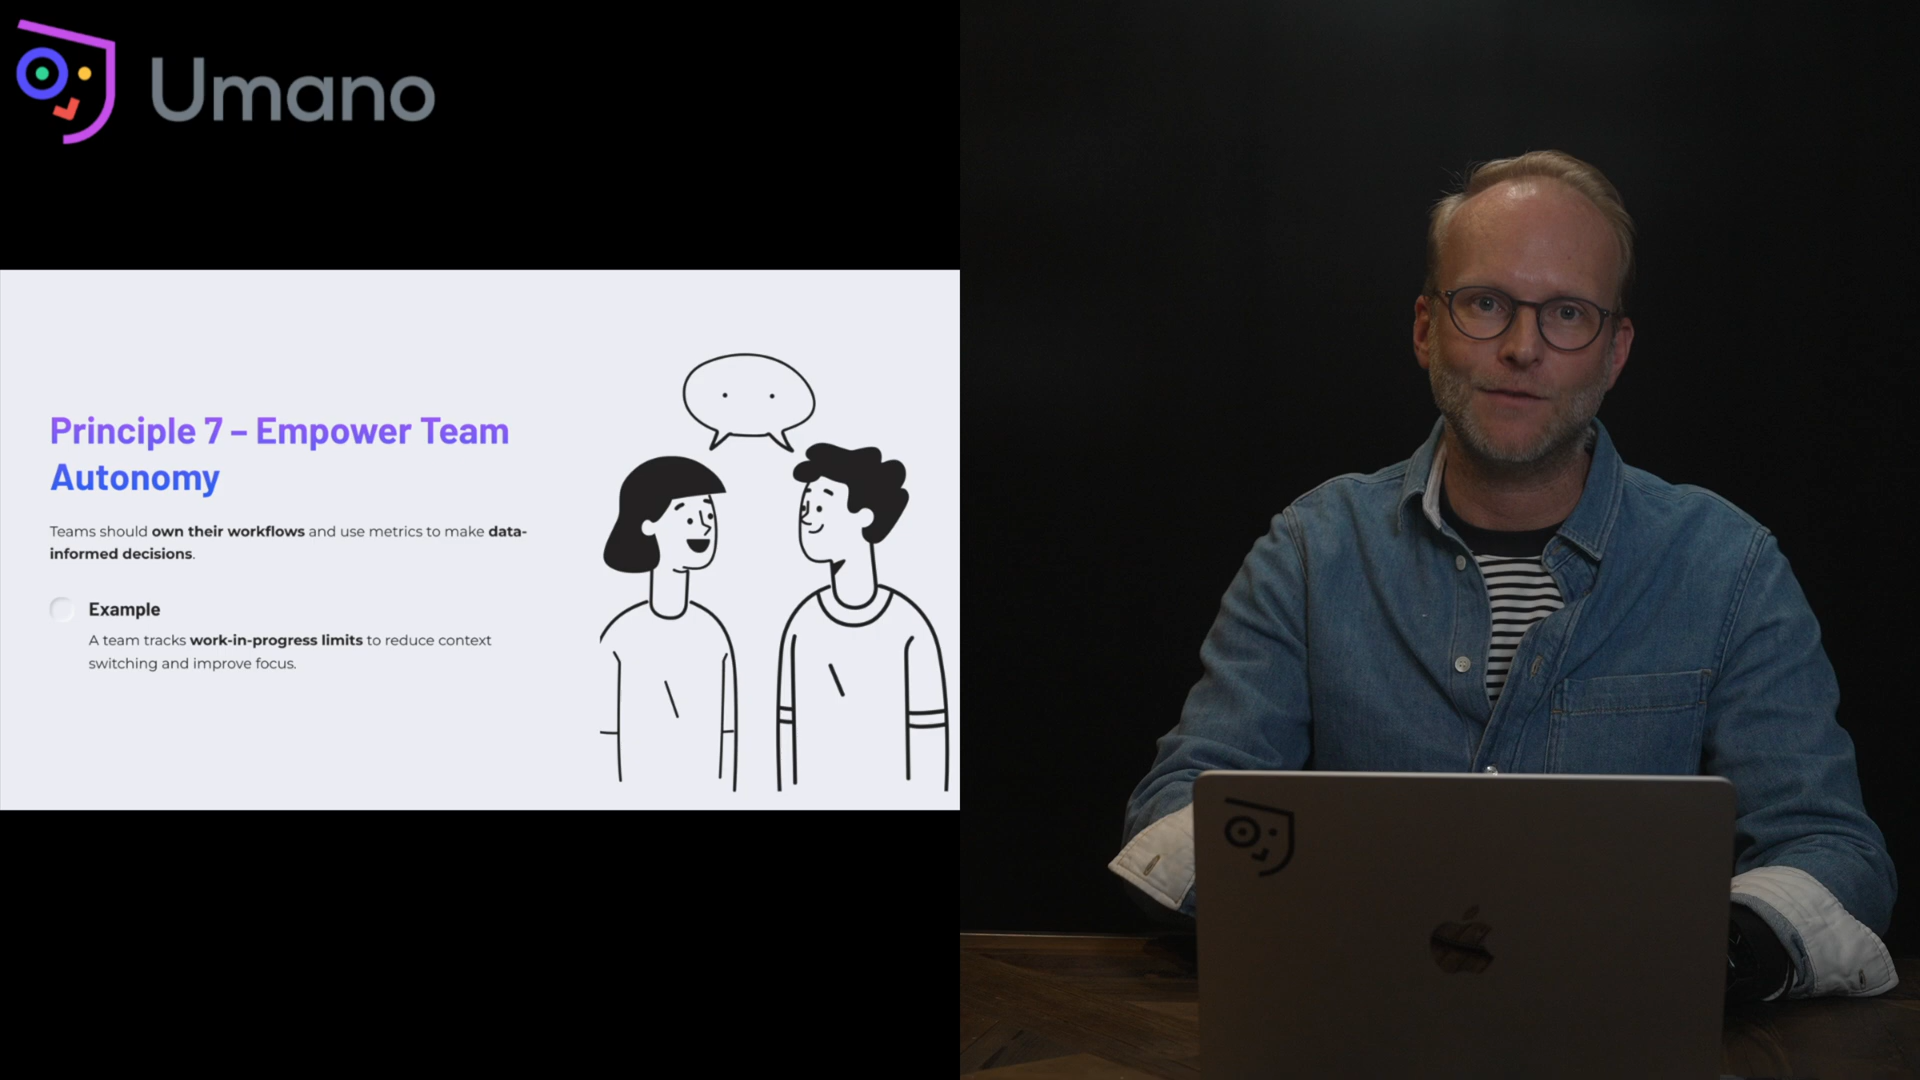 Umano
Principle 7 – Empower Team
Autonomy
Teams should own their workflows and use metrics to make data-
informed decisions.
Example
A team tracks work-in-progress limits to reduce context
switching and improve focus.